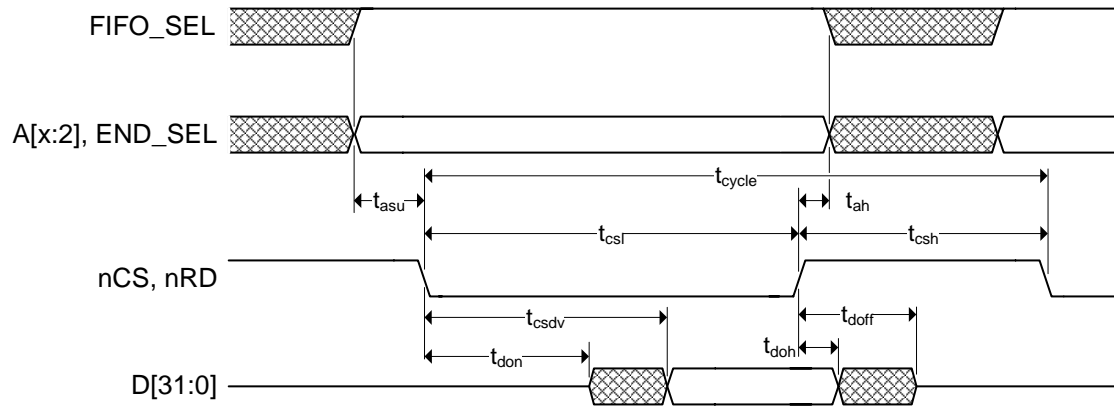 FIFO_SEL
A[x:2], END_SEL
tcycle
tasu
tah
tcsl
tcsh
nCS, nRD
tcsdv
tdoff
tdon
tdoh
D[31:0]